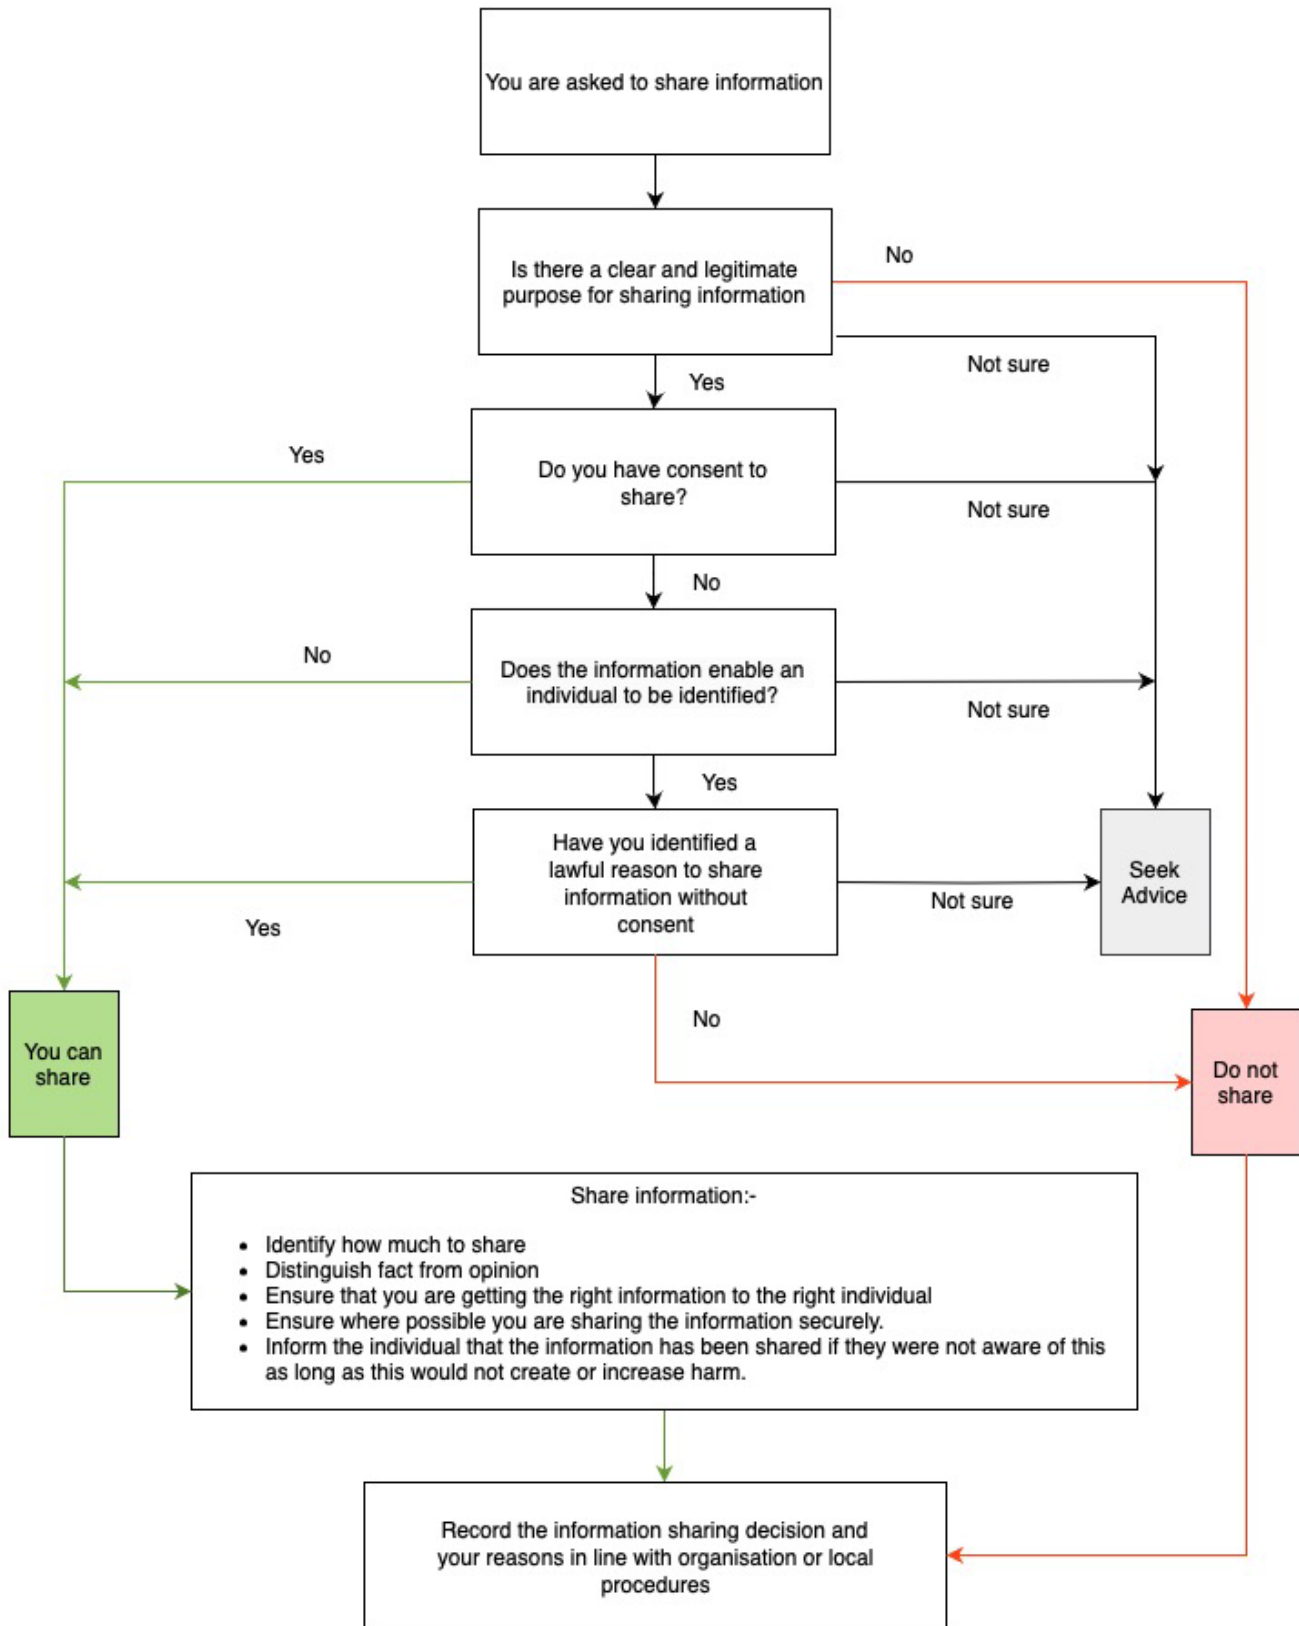 You are asked to share information
Is there a clear and legitimate
purpose for sharing information
No
Not sure
Yes
Yes
Do you have consent to
share?
Not sure
No
No
Does the information enable an
individual to be identified?
Not sure
Yes
Have you identified a
lawful reason to share
information without
consent
Seek
Advice
Not sure
Yes
No
You can
share
Do not
share
Share information:-
• Identify how much to share
• Distinguish fact from opinion
• Ensure that you are getting the right information to the right individual
• Ensure where possible you are sharing the information securely.
• Inform the individual that the information has been shared if they were not aware of this
as long as this would not create or increase harm.
Record the information sharing decision and
your reasons in line with organisation or local
procedures